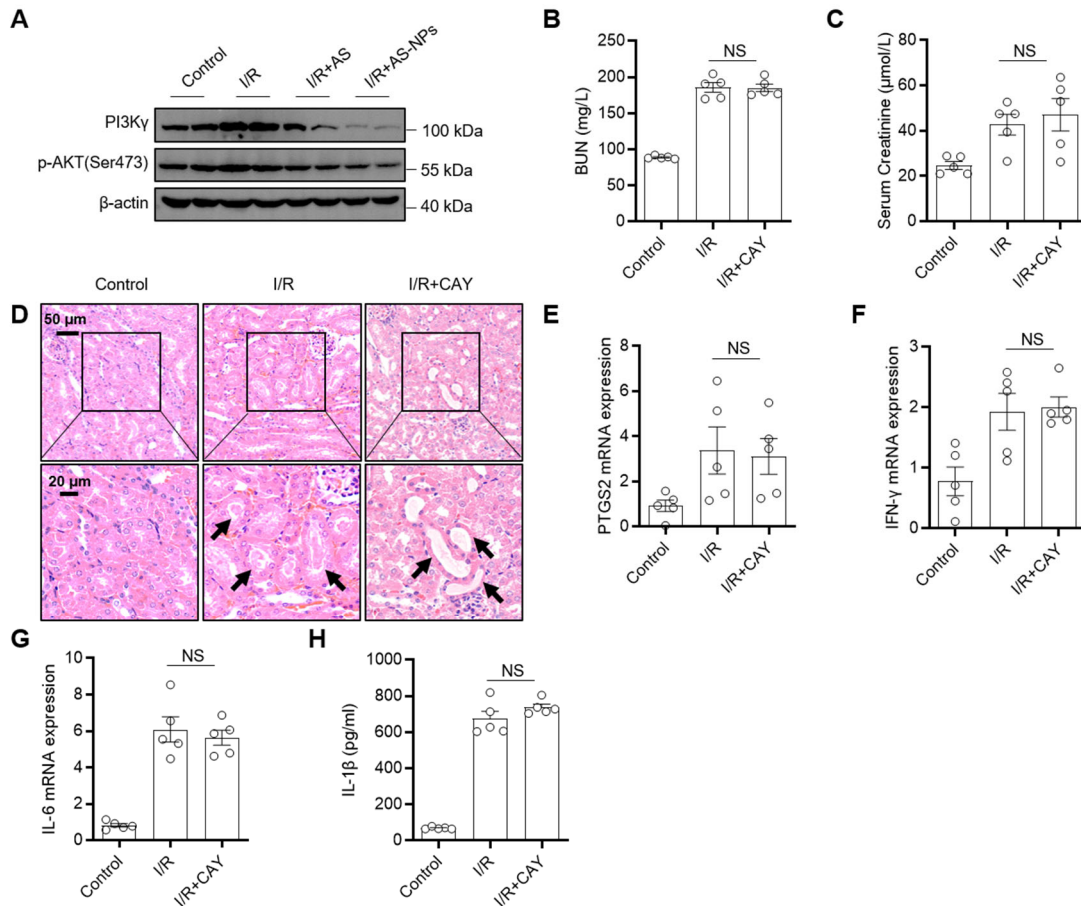 A
Control
I/R
I/R+AS
I/R+AS-NPs
PI3Kγ
100 kDa
p-AKT(Ser473)
55 kDa
β-actin
40 kDa
B
BUN (mg/L)
250
200
150
100
50
0
NS
Control
I/R
I/R+CAY
C
Serum Creatinine (μmol/L)
80
60
40
20
0
NS
Control
I/R
I/R+CAY
D
Control
I/R
I/R+CAY
50 μm
20 μm
E
PTGS2 mRNA expression
8
6
4
2
0
NS
Control
I/R
I/R+CAY
F
IFN-γ mRNA expression
3
2
1
0
NS
Control
I/R
I/R+CAY
G
IL-6 mRNA expression
10
8
6
4
2
0
NS
Control
I/R
I/R+CAY
H
IL-1β (pg/ml)
1000
800
600
400
200
0
NS
Control
I/R
I/R+CAY